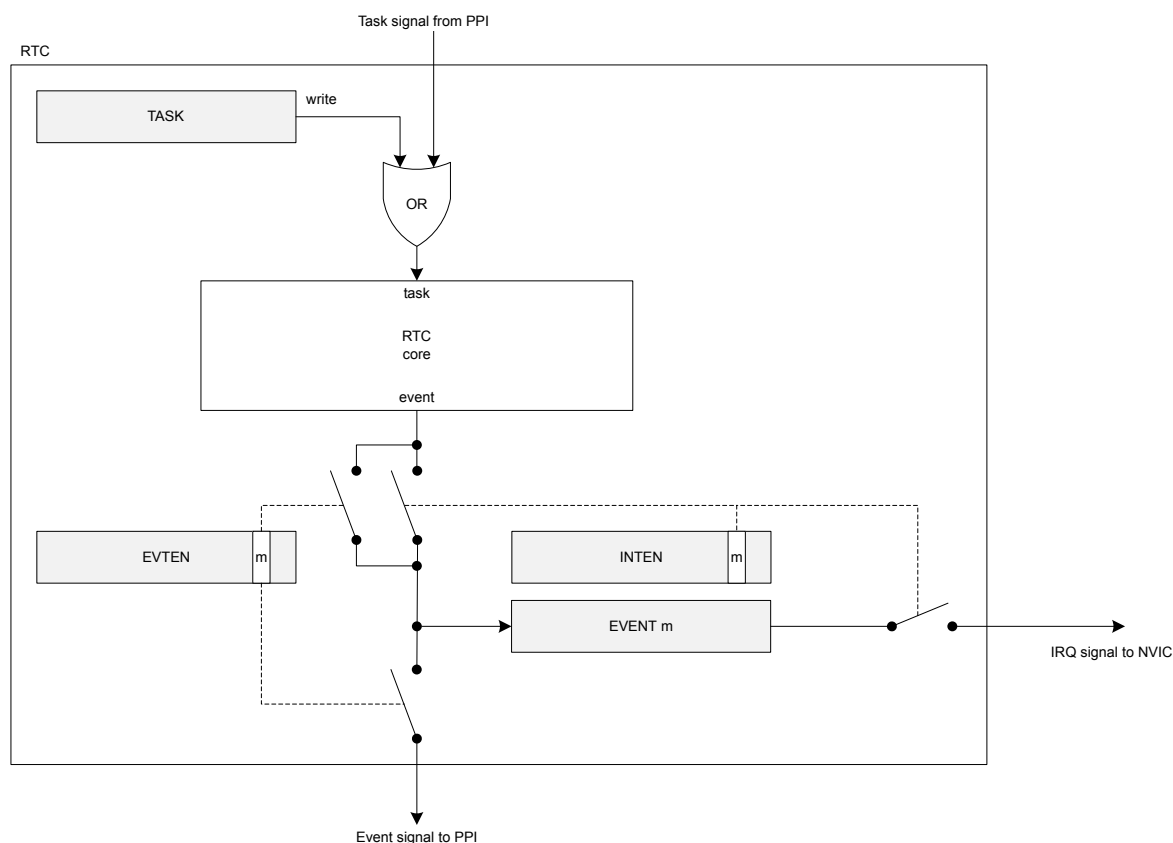 Task signal from PPI
RTC
write
TASK
OR
task
RTC
core
event
EVTEN
m
INTEN
m
EVENT m
IRQ signal to NVIC
Event signal to PPI